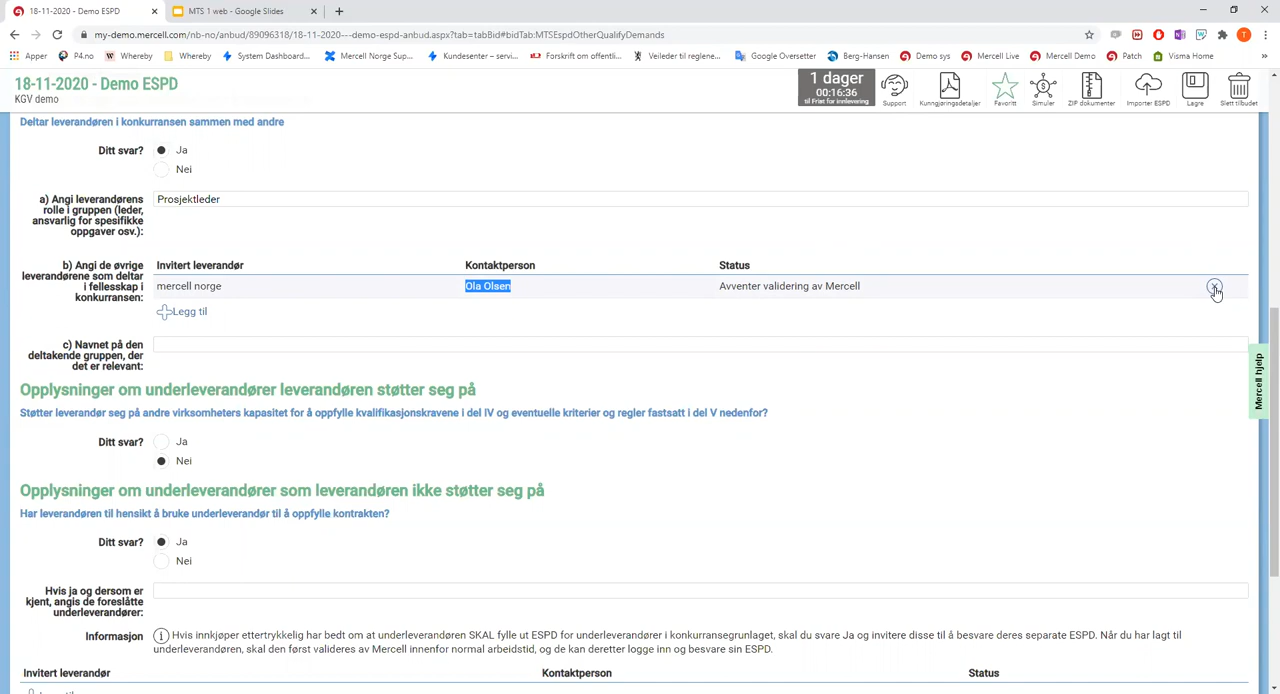 18-11-2020 - Demo ESPD
MTS 1 web - Google Slides
my-demo.mercell.com/nb-no/anbud/89096318/18-11-2020---demo-espd-anbud.aspx?tab=tabBid#bidTab:MTSEspdOtherQualifyDemands
T
Apper
P4.no
Whereby
Whereby
System Dashboard...
Mercell Norge Sup...
Kundesenter – servi...
Forskrift om offentli...
Veileder til reglene...
Google Oversetter
Berg-Hansen
Demo sys
Mercell Live
Mercell Demo
Patch
Visma Home
18-11-2020 - Demo ESPD
KGV demo
1 dager
00:16:36
til Frist for innlevering
Support
Kunngjøringsdetaljer
Favoritt
Simuler
ZIP dokumenter
Importer ESPD
Lagre
Slett tilbudet
Deltar leverandøren i konkurransen sammen med andre
Ditt svar?
Ja
Nei
a) Angi leverandørens
rolle i gruppen (leder,
ansvarlig for spesifikke
oppgaver osv.):
Prosjektleder
b) Angi de øvrige
leverandørene som deltar
i fellesskap i
konkurransen:
Invitert leverandør
Kontaktperson
Status
mercell norge
Ola Olsen
Avventer validering av Mercell
Legg til
c) Navnet på den
deltakende gruppen, der
det er relevant:
Mercell hjelp
Opplysninger om underleverandører leverandøren støtter seg på
Støtter leverandør seg på andre virksomheters kapasitet for å oppfylle kvalifikasjonskravene i del IV og eventuelle kriterier og regler fastsatt i del V nedenfor?
Ditt svar?
Ja
Nei
Opplysninger om underleverandører som leverandøren ikke støtter seg på
Har leverandøren til hensikt å bruke underleverandør til å oppfylle kontrakten?
Ditt svar?
Ja
Nei
Hvis ja og dersom er
kjent, angis de foreslåtte
underleverandører:
Informasjon
Hvis innkjøper ettertrykkelig har bedt om at underleverandøren SKAL fylle ut ESPD for underleverandører i konkurransegrunlaget, skal du svare Ja og invitere disse til å besvare deres separate ESPD. Når du har lagt til
underleverandøren, skal den først valideres av Mercell innenfor normal arbeidstid, og de kan deretter logge inn og besvare sin ESPD.
Invitert leverandør
Kontaktperson
Status